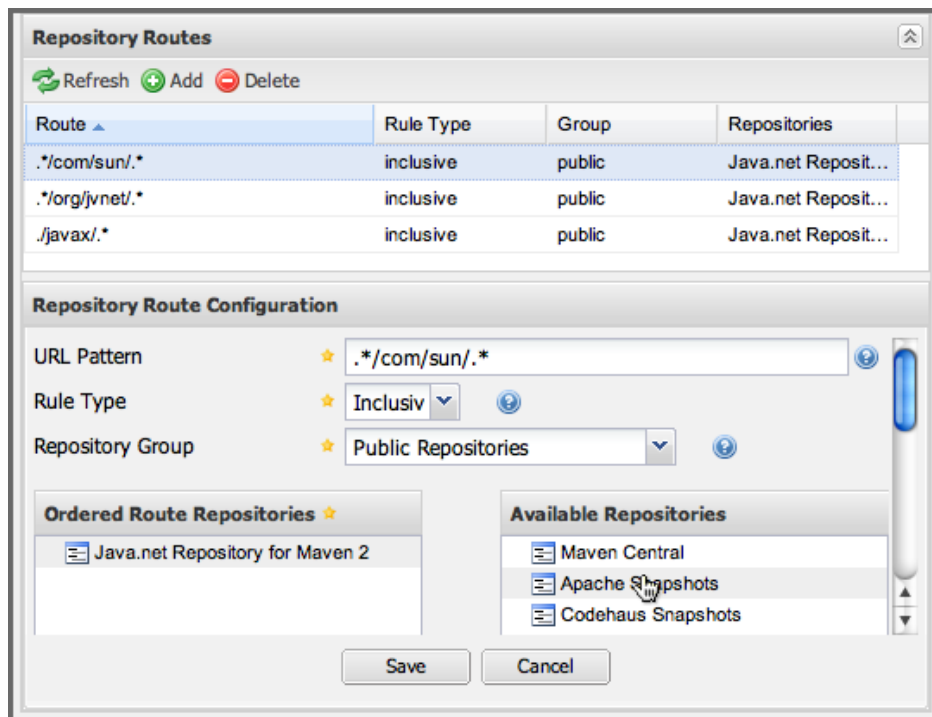 Repository Routes
Refresh Add Delete
Route Rule Type Group Repositories
.*/com/sun/.* inclusive public Java.net Reposit...
.*/org/jvnet/.* inclusive public Java.net Reposit...
./javax/.* inclusive public Java.net Reposit...
Repository Route Configuration
URL Pattern .*/com/sun/.*
Rule Type Inclusiv
Repository Group Public Repositories
Ordered Route Repositories Available Repositories
Java.net Repository for Maven 2 Maven Central
Apache Snapshots
Codehaus Snapshots
Save Cancel